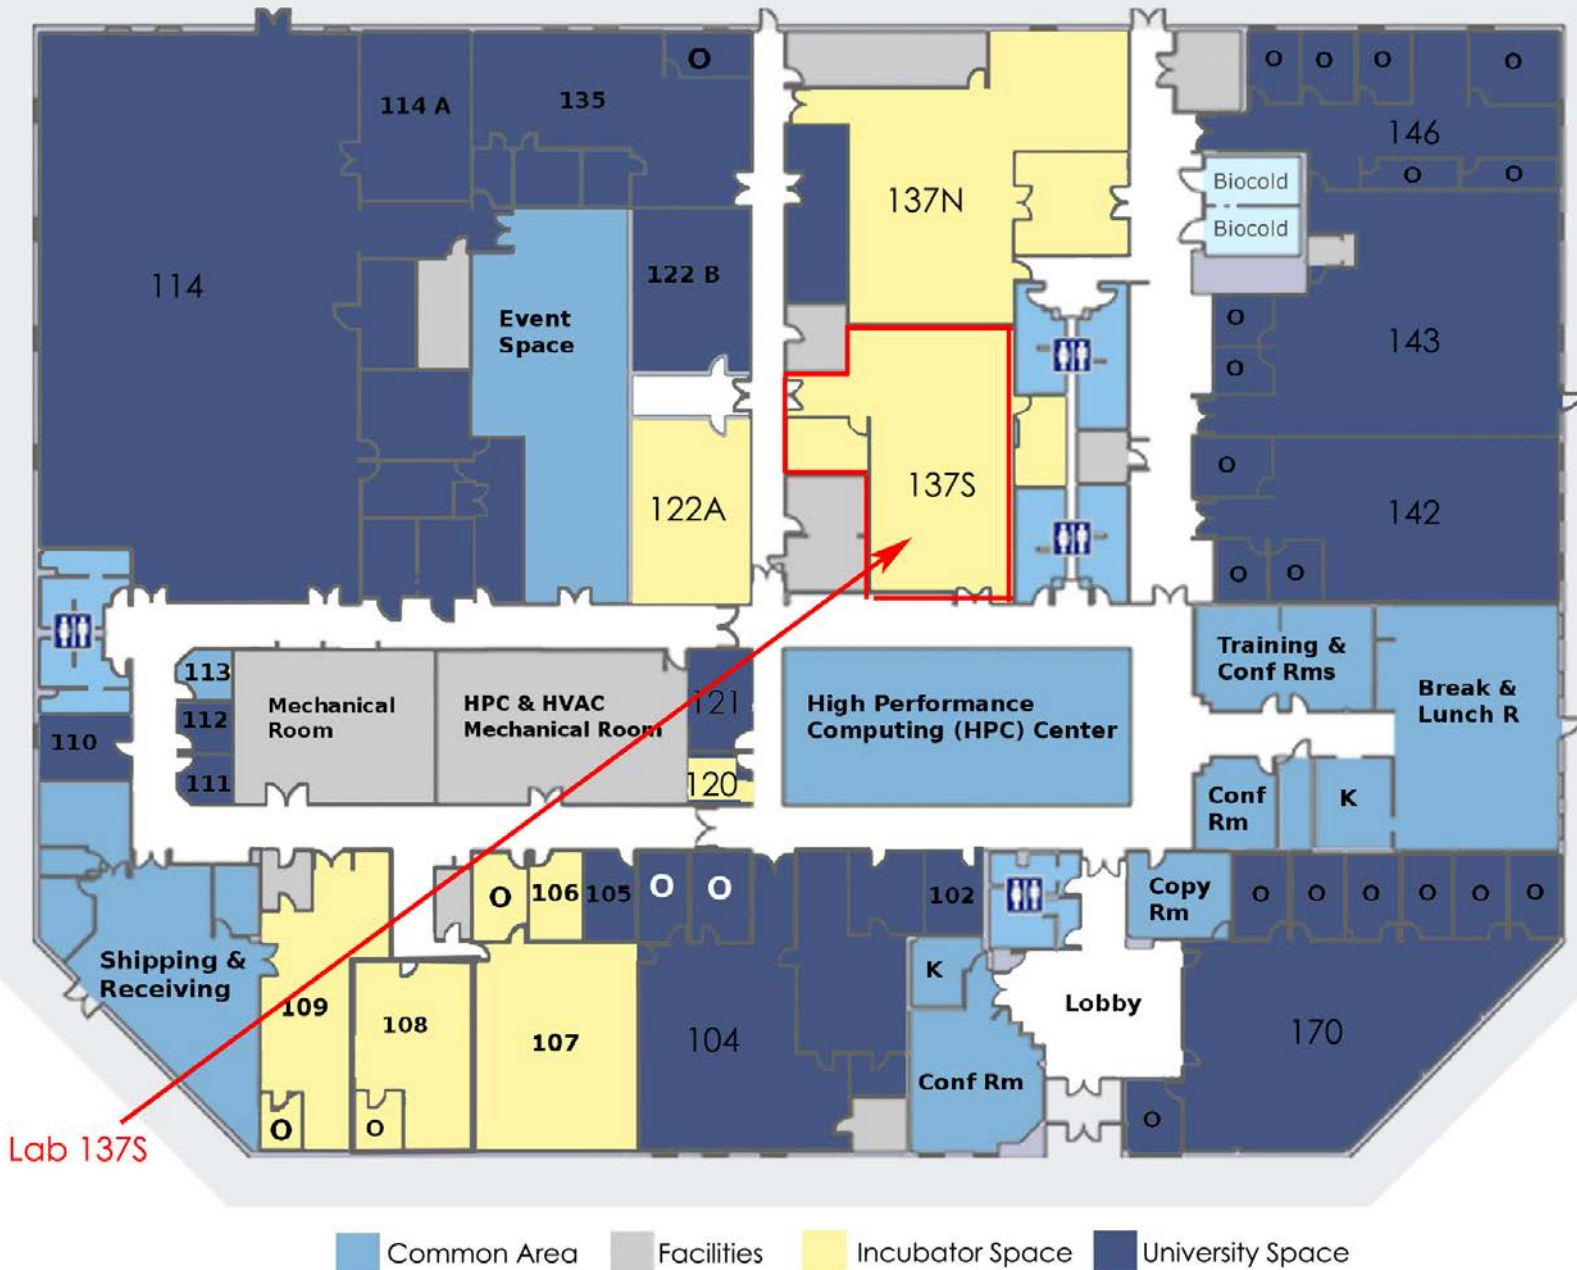 O
O
O
O
O
114 A
135
146
O
O
Biocold
Biocold
137N
114
122 B
Event
Space
O
O
143
137S
122A
O
142
O
O
113
112
111
110
Mechanical
Room
HPC & HVAC
Mechanical Room
121
120
High Performance
Computing (HPC) Center
Training &
Conf Rms
Break &
Lunch R
Conf
Rm
K
O
106
105
O
O
102
Copy
Rm
O
O
O
O
O
O
Shipping &
Receiving
109
108
107
104
K
Lobby
170
Conf Rm
O
O
O
Lab 137S
Common Area
Facilities
Incubator Space
University Space